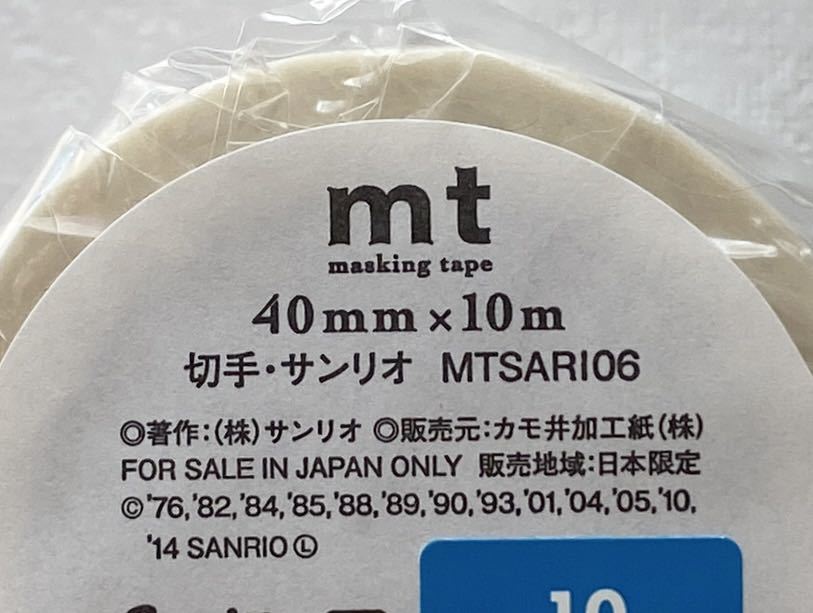 mt
masking tape
40mm×10m
切手・サンリオ MTSARI06
◎著作:(株)サンリオ ◎販売元:カモ井加工紙(株)
FOR SALE IN JAPAN ONLY 販売地域:日本限定
©'76,'82,'84,'85,'88,'89,'90,'93,'01,'04,'05,'10,
'14 SANRIO Ⓛ
10